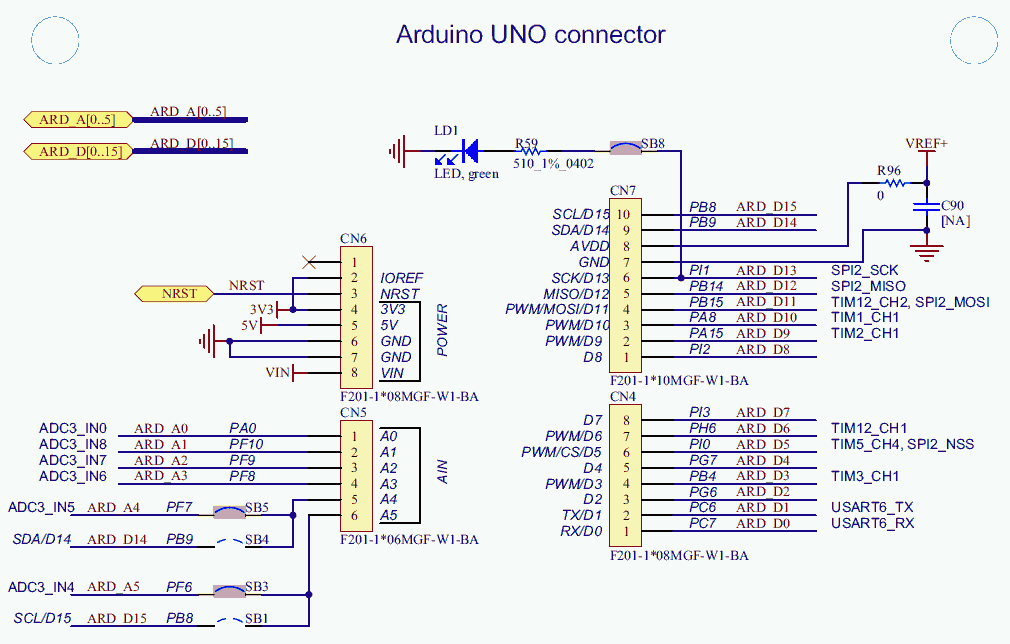 Arduino UNO connector
ARD_A[0..5] ARD_A[0..5]
ARD_D[0..15] ARD_D[0..15]
LD1
LED, green
R59
510_1%_0402
SB8
VREF+
R96
0
C90
[NA]
CN7
SCL/D15 10 PB8 ARD_D15
SDA/D14 9 PB9 ARD_D14
AVDD 8
GND 7
SCK/D13 6 PI1 ARD_D13 SPI2_SCK
MISO/D12 5 PB14 ARD_D12 SPI2_MISO
PWM/MOSI/D11 4 PB15 ARD_D11 TIM12_CH2, SPI2_MOSI
PWM/D10 3 PA8 ARD_D10 TIM1_CH1
PWM/D9 2 PA15 ARD_D9 TIM2_CH1
D8 1 PI2 ARD_D8
F201-1*10MGF-W1-BA
CN6
1
2 IOREF
NRST NRST 3 NRST
3V3 4 3V3
5V 5 5V
6 GND
7 GND
VIN 8 VIN
POWER
F201-1*08MGF-W1-BA
CN5
ADC3_IN0 ARD_A0 PA0 1 A0
ADC3_IN8 ARD_A1 PF10 2 A1
ADC3_IN7 ARD_A2 PF9 3 A2
ADC3_IN6 ARD_A3 PF8 4 A3
5 A4
6 A5
AIN
F201-1*06MGF-W1-BA
ADC3_IN5 ARD_A4 PF7 SB5
SDA/D14 ARD_D14 PB9 SB4
ADC3_IN4 ARD_A5 PF6 SB3
SCL/D15 ARD_D15 PB8 SB1
CN4
D7 8 PI3 ARD_D7
PWM/D6 7 PH6 ARD_D6 TIM12_CH1
PWM/CS/D5 6 PI0 ARD_D5 TIM5_CH4, SPI2_NSS
D4 5 PG7 ARD_D4
PWM/D3 4 PB4 ARD_D3 TIM3_CH1
D2 3 PG6 ARD_D2
TX/D1 2 PC6 ARD_D1 USART6_TX
RX/D0 1 PC7 ARD_D0 USART6_RX
F201-1*08MGF-W1-BA